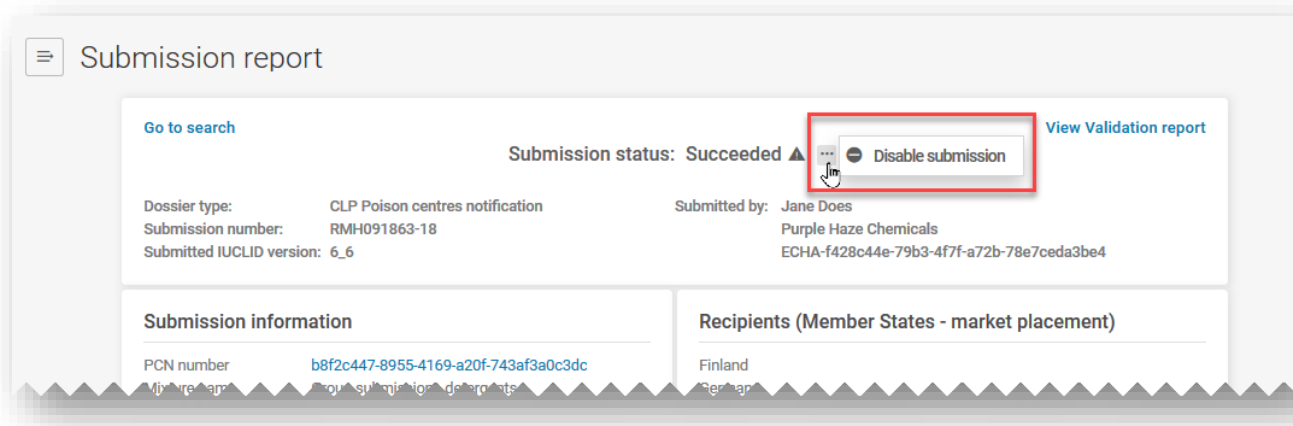 Submission report
Go to search
View Validation report
Submission status: Succeeded
Disable submission
Dossier type: CLP Poison centres notification
Submission number: RMH091863-18
Submitted IUCLID version: 6_6
Submitted by: Jane Does
Purple Haze Chemicals
ECHA-f428c44e-79b3-4f7f-a72b-78e7ceda3be4
Submission information
PCN number b8f2c447-8955-4169-a20f-743af3a0c3dc
Recipients (Member States - market placement)
Finland